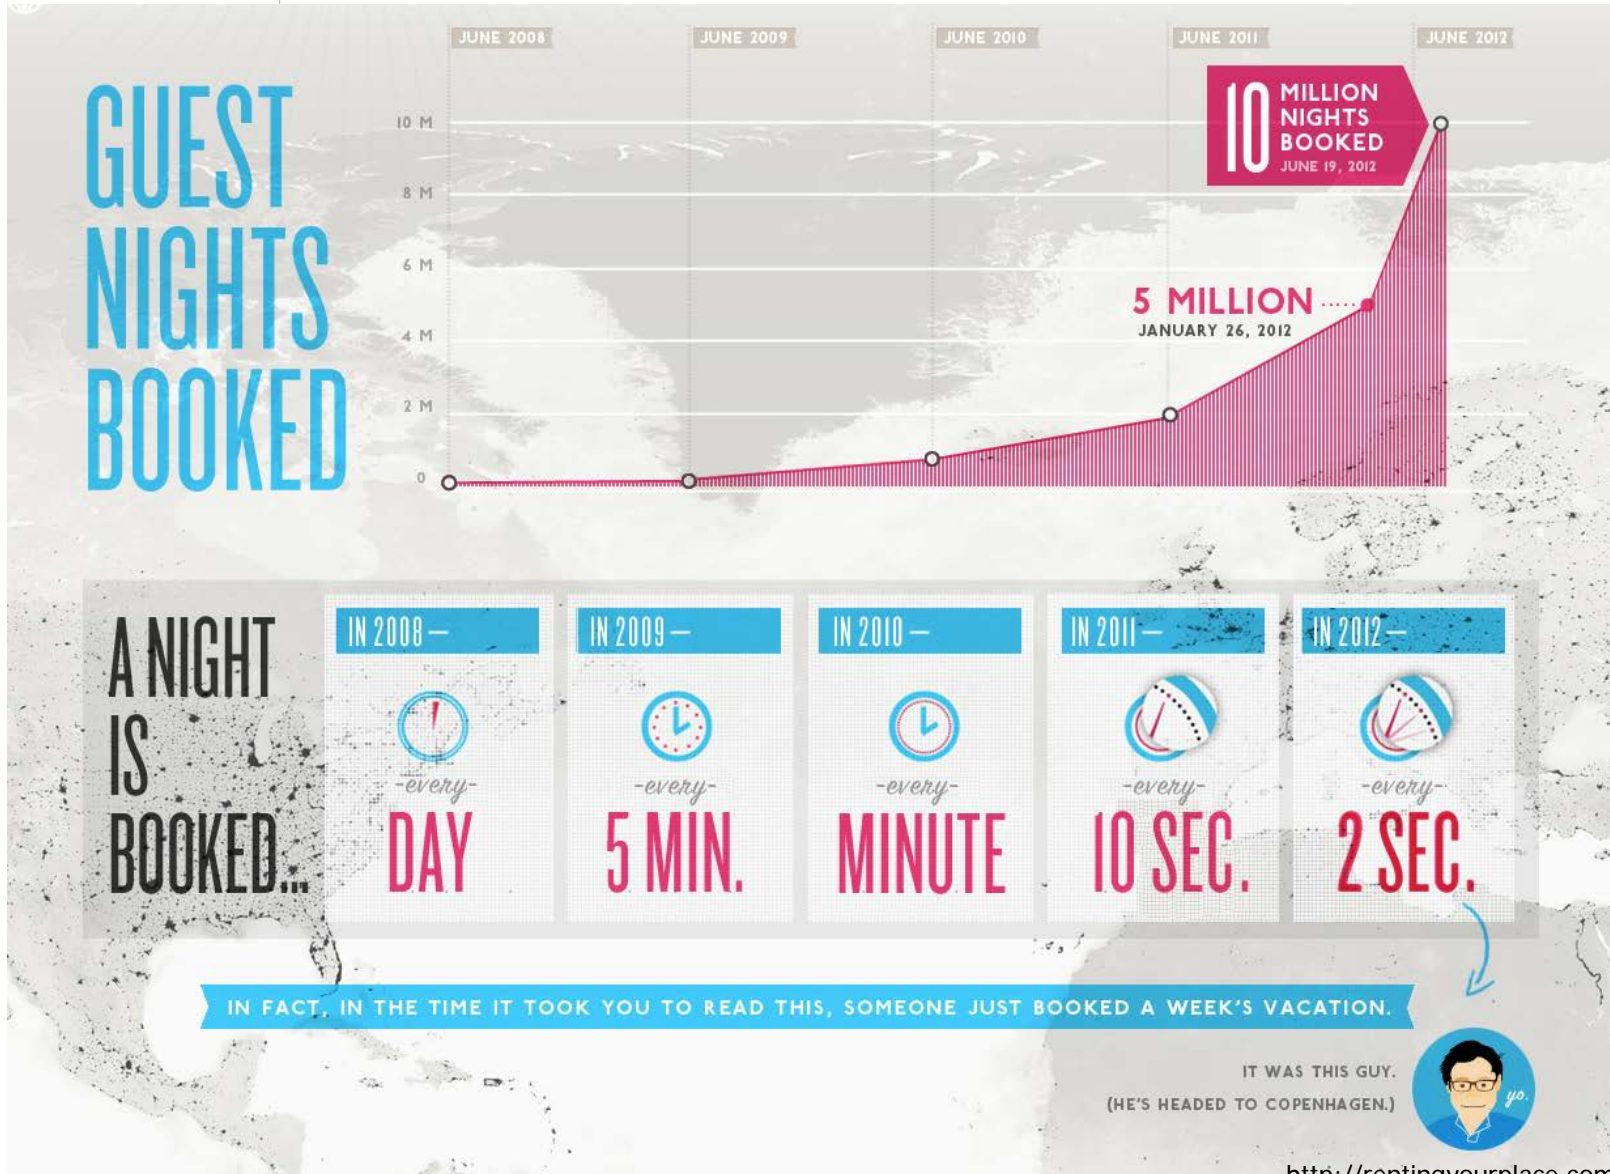 JUNE 2008
JUNE 2009
JUNE 2010
JUNE 2011
JUNE 2012
GUEST
NIGHTS
BOOKED
10 M
8 M
6 M
4 M
2 M
0
10
MILLION
NIGHTS
BOOKED
JUNE 19, 2012
5 MILLION
JANUARY 26, 2012
A NIGHT
IS
BOOKED...
IN 2008 –
-every-
DAY
IN 2009 –
-every-
5 MIN.
IN 2010 –
-every-
MINUTE
IN 2011 –
-every-
10 SEC.
IN 2012 –
-every-
2 SEC.
IN FACT, IN THE TIME IT TOOK YOU TO READ THIS, SOMEONE JUST BOOKED A WEEK'S VACATION.
IT WAS THIS GUY.
(HE'S HEADED TO COPENHAGEN.)
yo.
http://rentingyourplace.com